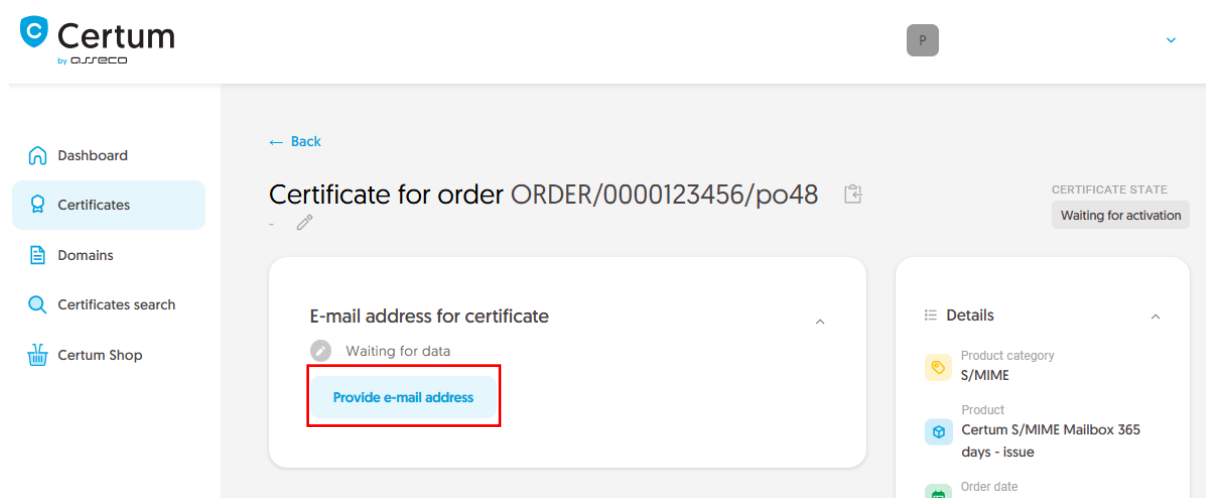 Certum
by asseco
P
Dashboard
Certificates
Domains
Certificates search
Certum Shop
← Back
Certificate for order ORDER/0000123456/po48
-
CERTIFICATE STATE
Waiting for activation
E-mail address for certificate
Waiting for data
Provide e-mail address
Details
Product category
S/MIME
Product
Certum S/MIME Mailbox 365
days - issue
Order date